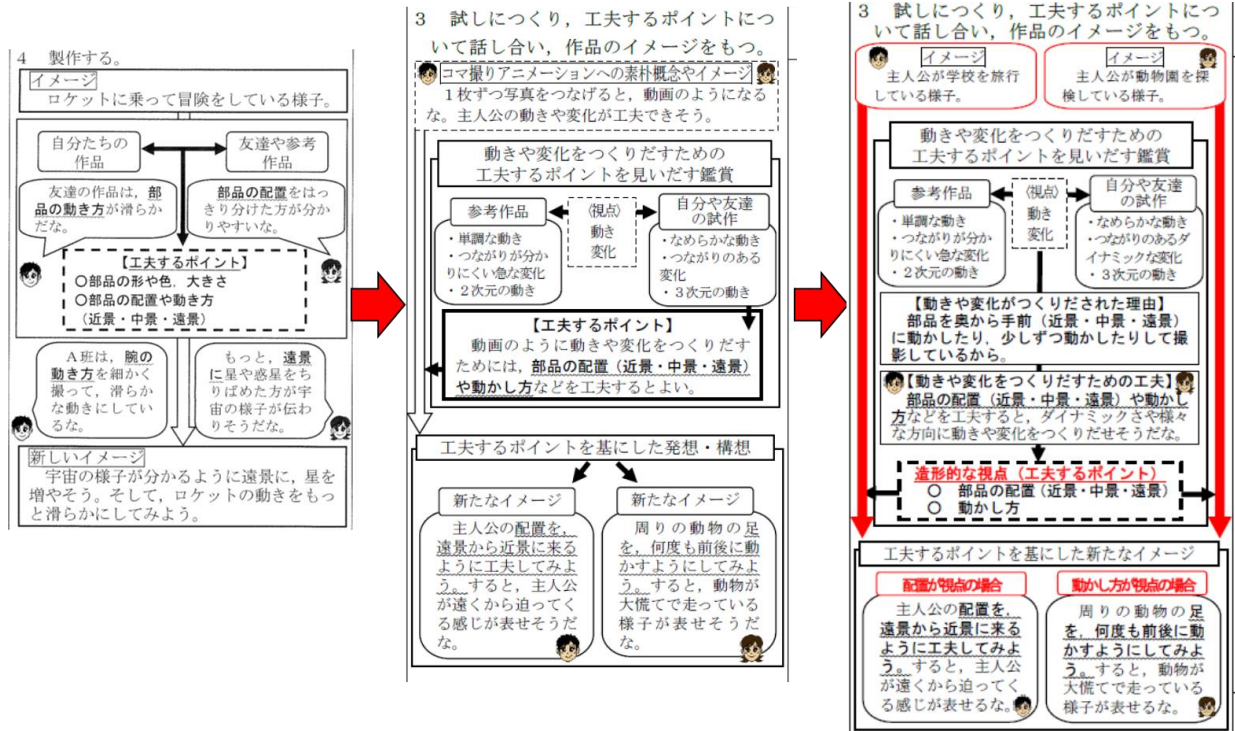 4　製作する。
イメージ
ロケットに乗って冒険をしている様子。
自分たちの
作品
友達や参考
作品
友達の作品は，部
品の動き方が滑らか
だな。
部品の配置をはっ
きり分けた方が分か
りやすいな。
【工夫するポイント】
○部品の形や色，大きさ
○部品の配置や動き方
（近景・中景・遠景）
A班は，腕の
動き方を細かく
撮って，滑らか
な動きにしてい
るな。
もっと，遠景
に星や惑星をち
りばめた方が宇
宙の様子が伝わ
りそうだな。
新しいイメージ
宇宙の様子が分かるように遠景に，星を
増やそう。そして，ロケットの動きをもっ
と滑らかにしてみよう。
3　試しにつくり，工夫するポイントにつ
いて話し合い，作品のイメージをもつ。
コマ撮りアニメーションへの素朴概念やイメージ
1枚ずつ写真をつなげると，動画のようになる
な。主人公の動きや変化が工夫できそう。
動きや変化をつくりだすための
工夫するポイントを見いだす鑑賞
参考作品
〈視点〉
動き
変化
自分や友達
の試作
・単調な動き
・つながりが分か
りにくい急な変化
・2次元の動き
・なめらかな動き
・つながりのある
変化
・3次元の動き
【工夫するポイント】
動画のように動きや変化をつくりだす
ためには，部品の配置（近景・中景・遠景）
や動かし方などを工夫するとよい。
工夫するポイントを基にした発想・構想
新たなイメージ
新たなイメージ
主人公の配置を，
遠景から近景に来る
ように工夫してみよ
う。すると，主人公
が遠くから迫ってく
る感じが表せそうだ
な。
周りの動物の足
を，何度も前後に動
かすようにしてみよ
う。すると，動物が
大慌てで走っている
様子が表せそうだ
な。
3　試しにつくり，工夫するポイントにつ
いて話し合い，作品のイメージをもつ。
イメージ
主人公が学校を旅行
している様子。
イメージ
主人公が動物園を探
検している様子。
動きや変化をつくりだすための
工夫するポイントを見いだす鑑賞
参考作品
〈視点〉
動き
変化
自分や友達
の試作
・単調な動き
・つながりが分か
りにくい急な変化
・2次元の動き
・なめらかな動き
・つながりのあるダ
イナミックな変化
・3次元の動き
【動きや変化がつくりだされた理由】
部品を奥から手前（近景・中景・遠景）
に動かしたり，少しずつ動かしたりして撮
影しているから。
【動きや変化をつくりだすための工夫】
部品の配置（近景・中景・遠景）や動かし
方などを工夫すると，ダイナミックさや様々
な方向に動きや変化をつくりだせそうだな。
造形的な視点（工夫するポイント）
○　部品の配置（近景・中景・遠景）
○　動かし方
工夫するポイントを基にした新たなイメージ
配置が視点の場合
動かし方が視点の場合
主人公の配置を，
遠景から近景に来る
ように工夫してみよ
う。すると，主人公
が遠くから迫ってく
る感じが表せるな。
周りの動物の足
を，何度も前後に動
かすようにしてみよ
う。すると，動物が
大慌てで走っている
様子が表せるな。